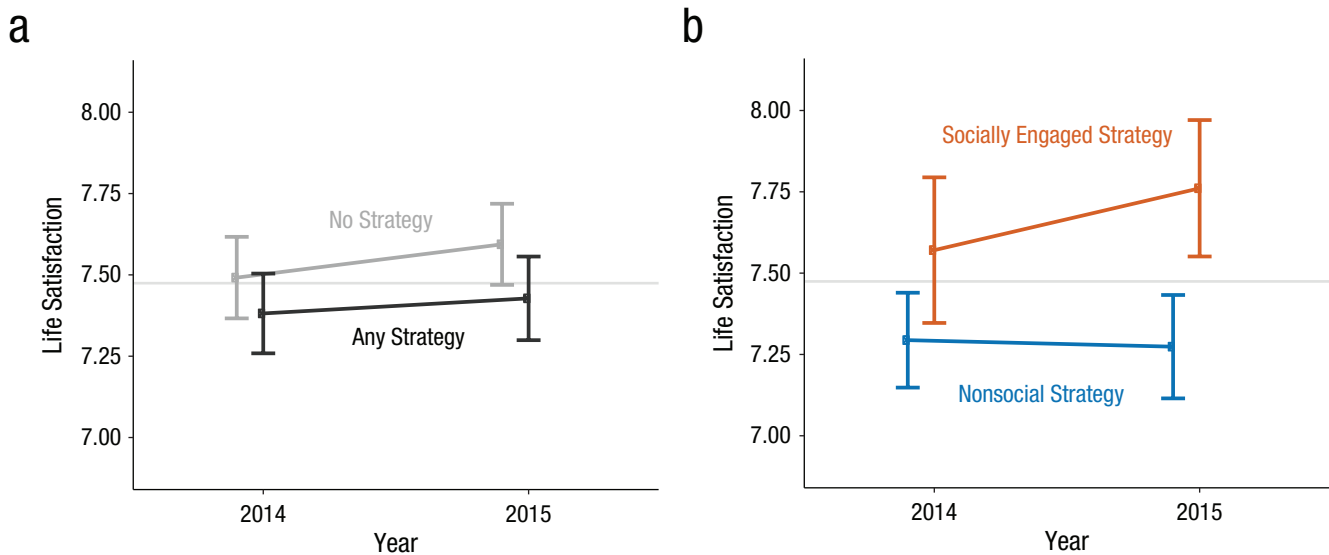 a
8.00
7.75
7.50
7.25
7.00
Life Satisfaction
No Strategy
Any Strategy
2014
2015
Year
b
8.00
7.75
7.50
7.25
7.00
Life Satisfaction
Socially Engaged Strategy
Nonsocial Strategy
2014
2015
Year